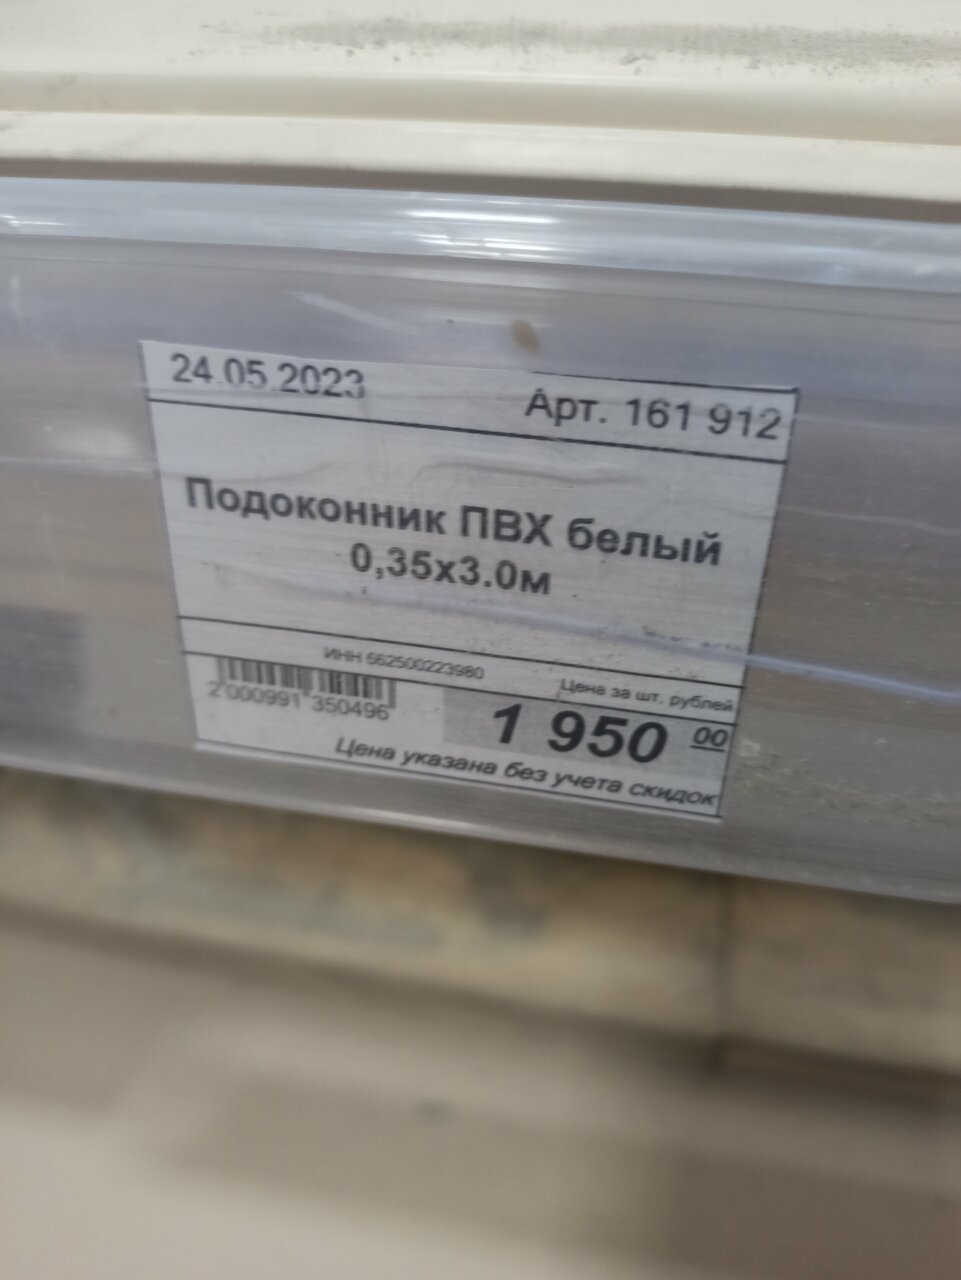 24.05.2023
Арт. 161 912
Подоконник ПВХ белый
0,35х3.0м
ИНН 662500223980
Цена за шт. рублей
2 000991 350496
1 950 00
Цена указана без учета скидок